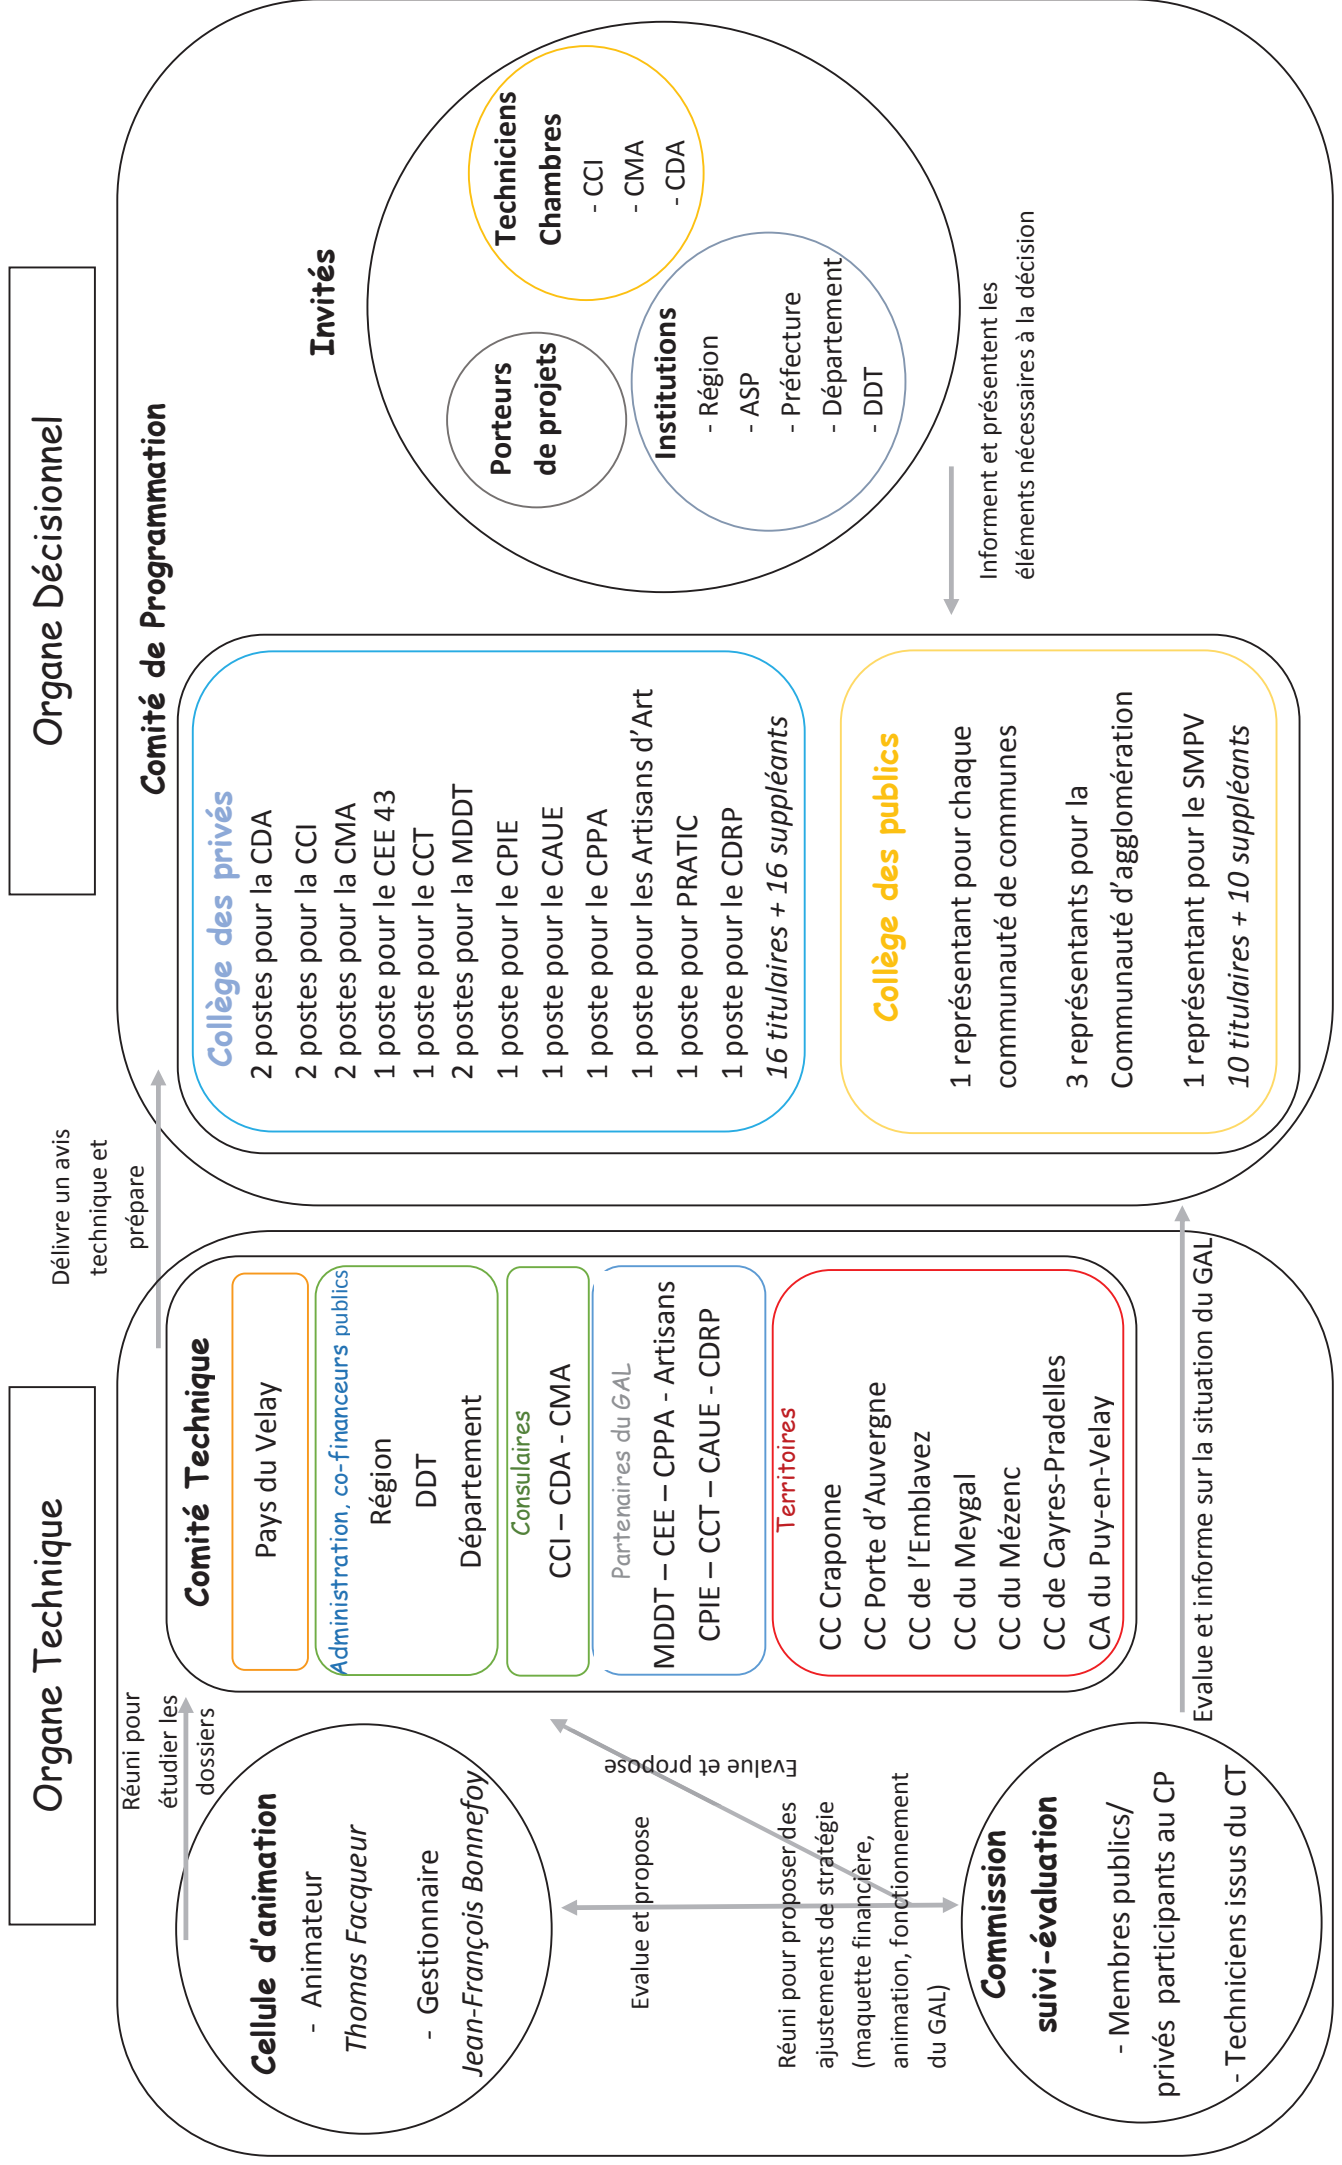 Organe Technique
Réuni pour
étudier les
dossiers
Cellule d'animation
- Animateur
Thomas Facqueur
- Gestionnaire
Jean-François Bonnefoy
Evalue et propose
Evalue et propose
Réuni pour proposer des
ajustements de stratégie
(maquette financière,
animation, fonctionnement
du GAL)
Commission
suivi-évaluation
- Membres publics/
privés participants au CP
- Techniciens issus du CT
Comité Technique
Pays du Velay
Administration, co-financeurs publics
Région
DDT
Département
Consulaires
CCI – CDA - CMA
Partenaires du GAL
MDDT – CEE – CPPA - Artisans
CPIE – CCT – CAUE - CDRP
Territoires
CC Craponne
CC Porte d'Auvergne
CC de l'Emblavez
CC du Meygal
CC du Mézenc
CC de Cayres-Pradelles
CA du Puy-en-Velay
Evalue et informe sur la situation du GAL
Délivre un avis
technique et
prépare
Organe Décisionnel
Comité de Programmation
Collège des privés
2 postes pour la CDA
2 postes pour la CCI
2 postes pour la CMA
1 poste pour le CEE 43
1 poste pour le CCT
2 postes pour la MDDT
1 poste pour le CPIE
1 poste pour le CAUE
1 poste pour le CPPA
1 poste pour les Artisans d'Art
1 poste pour PRATIC
1 poste pour le CDRP
16 titulaires + 16 suppléants
Collège des publics
1 représentant pour chaque
communauté de communes
3 représentants pour la
Communauté d'agglomération
1 représentant pour le SMPV
10 titulaires + 10 suppléants
Invités
Porteurs
de projets
Techniciens
Chambres
- CCI
- CMA
- CDA
Institutions
- Région
- ASP
- Préfecture
- Département
- DDT
Informent et présentent les
éléments nécessaires à la décision